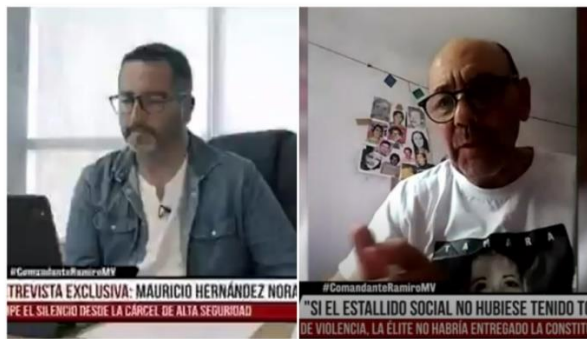 #ComandanteRamiroMV
TREVISTA EXCLUSIVA: MAURICIO HERNÁNDEZ NORA
MPE EL SILENCIO DESDE LA CÁRCEL DE ALTA SEGURIDAD
#ComandanteRamiroMV
"SI EL ESTALLIDO SOCIAL NO HUBIESE TENIDO T
DE VIOLENCIA, LA ÉLITE NO HABRÍA ENTREGADO LA CONSTIT